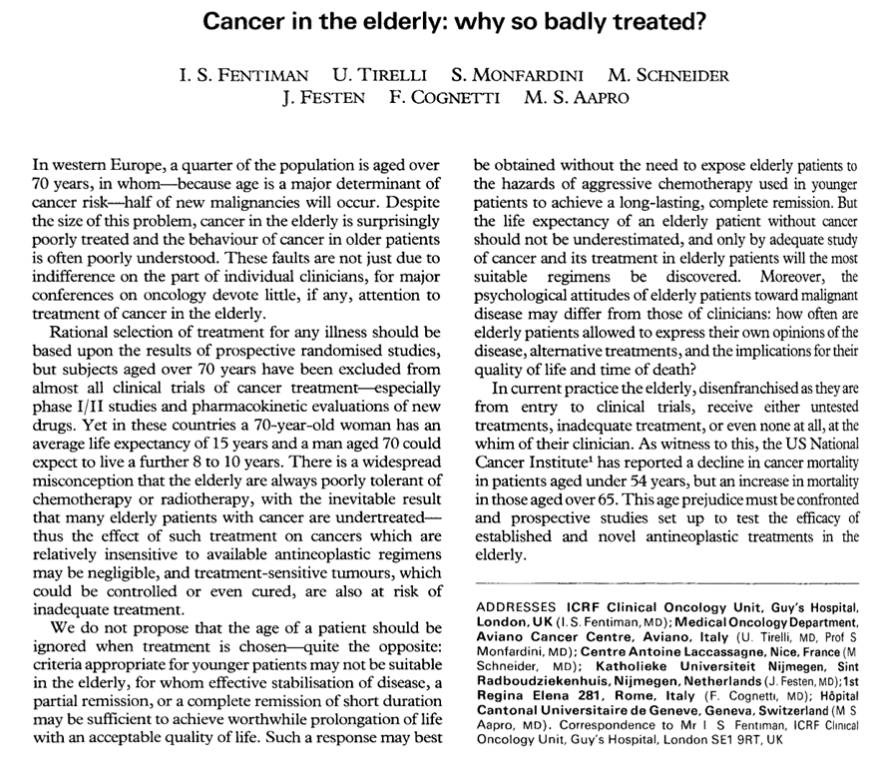 Cancer in the elderly: why so badly treated?
I. S. FENTIMAN U. TIRELLI S. MONFARDINI M. SCHNEIDER
J. FESTEN F. COGNETTI M. S. AAPRO
In western Europe, a quarter of the population is aged over
70 years, in whom—because age is a major determinant of
cancer risk—half of new malignancies will occur. Despite
the size of this problem, cancer in the elderly is surprisingly
poorly treated and the behaviour of cancer in older patients
is often poorly understood. These faults are not just due to
indifference on the part of individual clinicians, for major
conferences on oncology devote little, if any, attention to
treatment of cancer in the elderly.
Rational selection of treatment for any illness should be
based upon the results of prospective randomised studies,
but subjects aged over 70 years have been excluded from
almost all clinical trials of cancer treatment—especially
phase I/II studies and pharmacokinetic evaluations of new
drugs. Yet in these countries a 70-year-old woman has an
average life expectancy of 15 years and a man aged 70 could
expect to live a further 8 to 10 years. There is a widespread
misconception that the elderly are always poorly tolerant of
chemotherapy or radiotherapy, with the inevitable result
that many elderly patients with cancer are undertreated—
thus the effect of such treatment on cancers which are
relatively insensitive to available antineoplastic regimens
may be negligible, and treatment-sensitive tumours, which
could be controlled or even cured, are also at risk of
inadequate treatment.
We do not propose that the age of a patient should be
ignored when treatment is chosen—quite the opposite:
criteria appropriate for younger patients may not be suitable
in the elderly, for whom effective stabilisation of disease, a
partial remission, or a complete remission of short duration
may be sufficient to achieve worthwhile prolongation of life
with an acceptable quality of life. Such a response may best
be obtained without the need to expose elderly patients to
the hazards of aggressive chemotherapy used in younger
patients to achieve a long-lasting, complete remission. But
the life expectancy of an elderly patient without cancer
should not be underestimated, and only by adequate study
of cancer and its treatment in elderly patients will the most
suitable regimens be discovered. Moreover, the
psychological attitudes of elderly patients toward malignant
disease may differ from those of clinicians: how often are
elderly patients allowed to express their own opinions of the
disease, alternative treatments, and the implications for their
quality of life and time of death?
In current practice the elderly, disenfranchised as they are
from entry to clinical trials, receive either untested
treatments, inadequate treatment, or even none at all, at the
whim of their clinician. As witness to this, the US National
Cancer Institute¹ has reported a decline in cancer mortality
in patients aged under 54 years, but an increase in mortality
in those aged over 65. This age prejudice must be confronted
and prospective studies set up to test the efficacy of
established and novel antineoplastic treatments in the
elderly.
ADDRESSES ICRF Clinical Oncology Unit, Guy's Hospital,
London, UK (I. S. Fentiman, MD); Medical Oncology Department,
Aviano Cancer Centre, Aviano, Italy (U. Tirelli, MD, Prof S
Monfardini, MD); Centre Antoine Laccassagne, Nice, France (M
Schneider, MD); Katholieke Universiteit Nijmegen, Sint
Radboudziekenhuis, Nijmegen, Netherlands (J. Festen, MD); 1st
Regina Elena 281, Rome, Italy (F. Cognetti, MD); Hôpital
Cantonal Universitaire de Geneve, Geneva, Switzerland (M S
Aapro, MD). Correspondence to Mr I S Fentiman, ICRF Clinical
Oncology Unit, Guy's Hospital, London SE1 9RT, UK